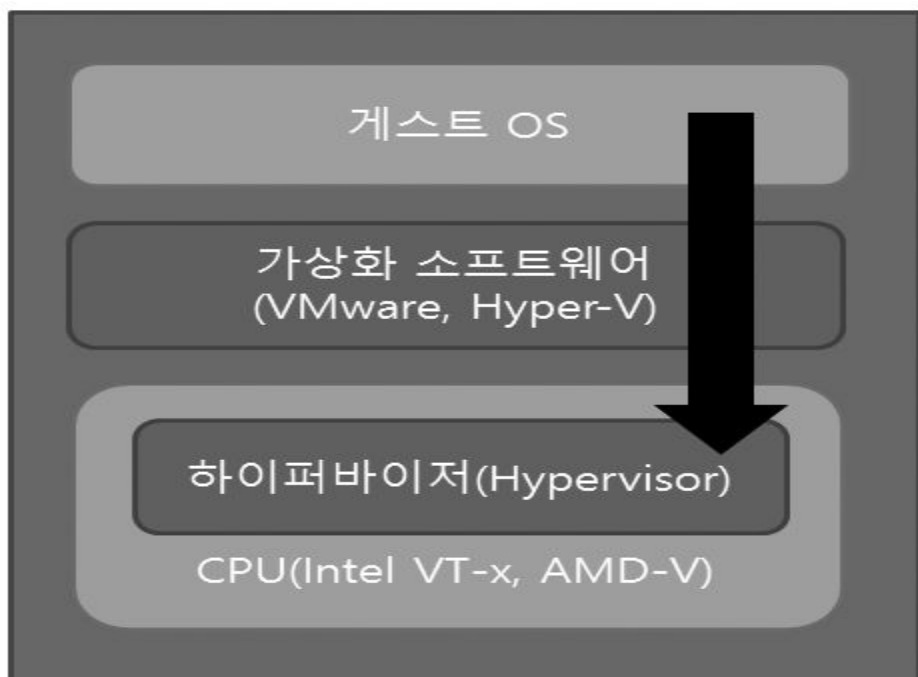 게스트 OS
가상화 소프트웨어
(VMware, Hyper-V)
하이퍼바이저(Hypervisor)
CPU(Intel VT-x, AMD-V)